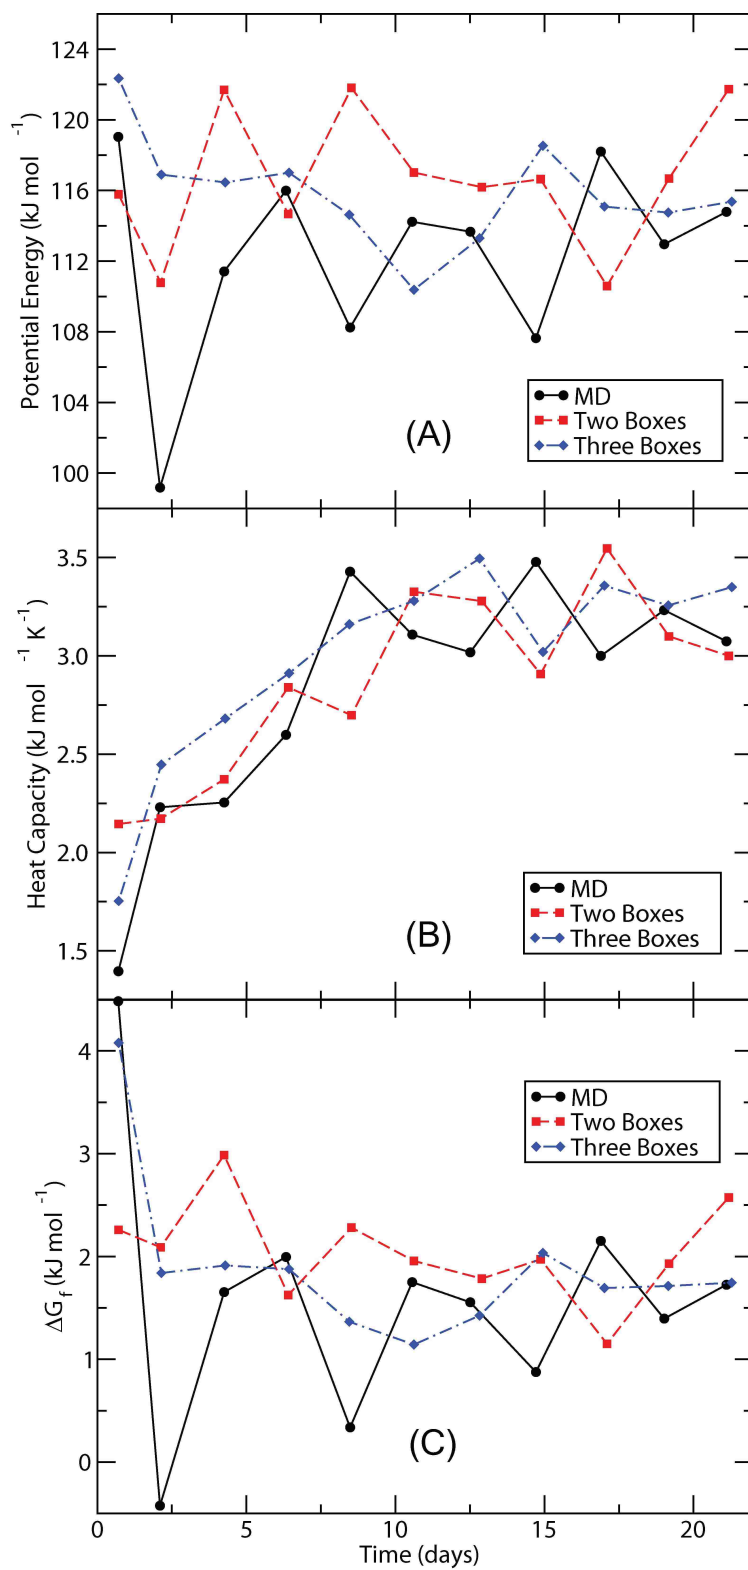 124
120
116
112
108
104
100
Potential Energy (kJ mol⁻¹)
MD
Two Boxes
Three Boxes
(A)
3.5
3.0
2.5
2.0
1.5
Heat Capacity (kJ mol⁻¹ K⁻¹)
MD
Two Boxes
Three Boxes
(B)
4
3
2
1
0
ΔG_f (kJ mol⁻¹)
MD
Two Boxes
Three Boxes
(C)
0 5 10 15 20
Time (days)